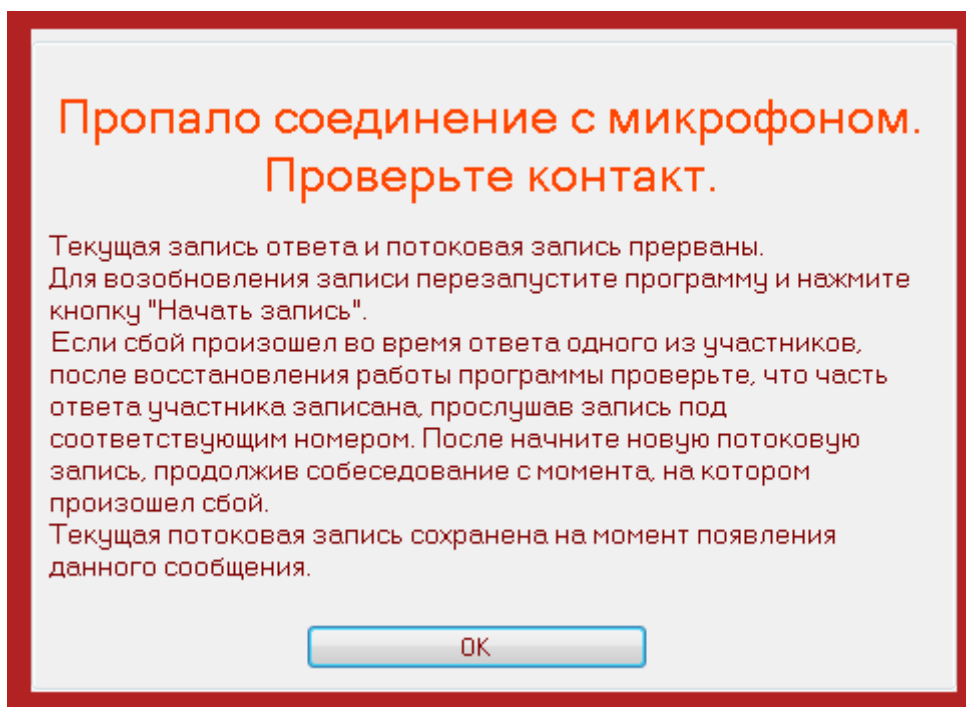 Пропало соединение с микрофоном.
Проверьте контакт.
Текущая запись ответа и потоковая запись прерваны.
Для возобновления записи перезапустите программу и нажмите
кнопку "Начать запись".
Если сбой произошел во время ответа одного из участников,
после восстановления работы программы проверьте, что часть
ответа участника записана, прослушав запись под
соответствующим номером. После начните новую потоковую
запись, продолжив собеседование с момента, на котором
произошел сбой.
Текущая потоковая запись сохранена на момент появления
данного сообщения.
OK